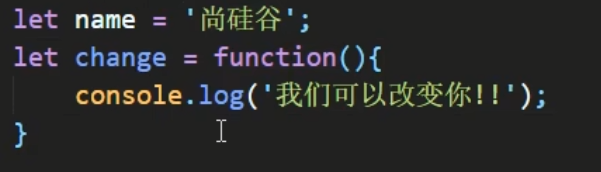 let name = '尚硅谷';
let change = function(){
    console.log('我们可以改变你!!');
}